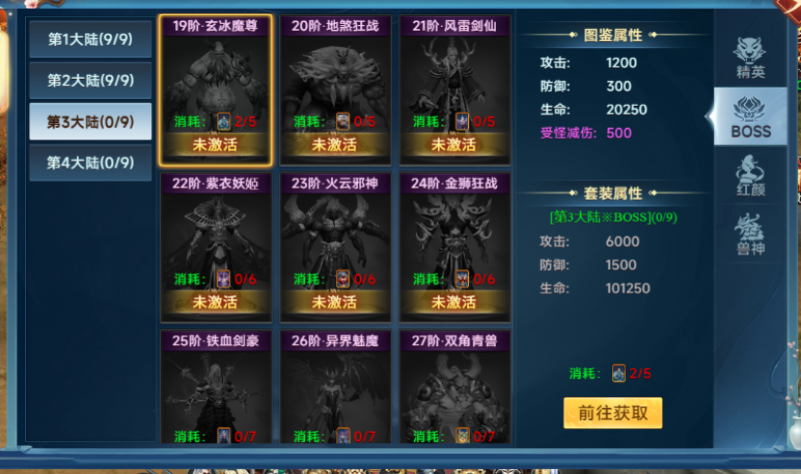 第1大陆(9/9)
第2大陆(9/9)
第3大陆(0/9)
第4大陆(0/9)
19阶·玄冰魔尊
消耗: 2/5
未激活
20阶·地煞狂战
消耗: 0/5
未激活
21阶·风雷剑仙
消耗: 0/5
未激活
22阶·紫衣妖姬
消耗: 0/6
未激活
23阶·火云邪神
消耗: 0/6
未激活
24阶·金狮狂战
消耗: 0/6
未激活
25阶·铁血剑豪
消耗: 0/7
26阶·异界魅魔
消耗: 0/7
27阶·双角青兽
消耗: 0/7
图鉴属性
攻击: 1200
防御: 300
生命: 20250
受怪减伤: 500
套装属性
[第3大陆※BOSS](0/9)
攻击: 6000
防御: 1500
生命: 101250
消耗: 2/5
前往获取
精英
BOSS
红颜
兽神